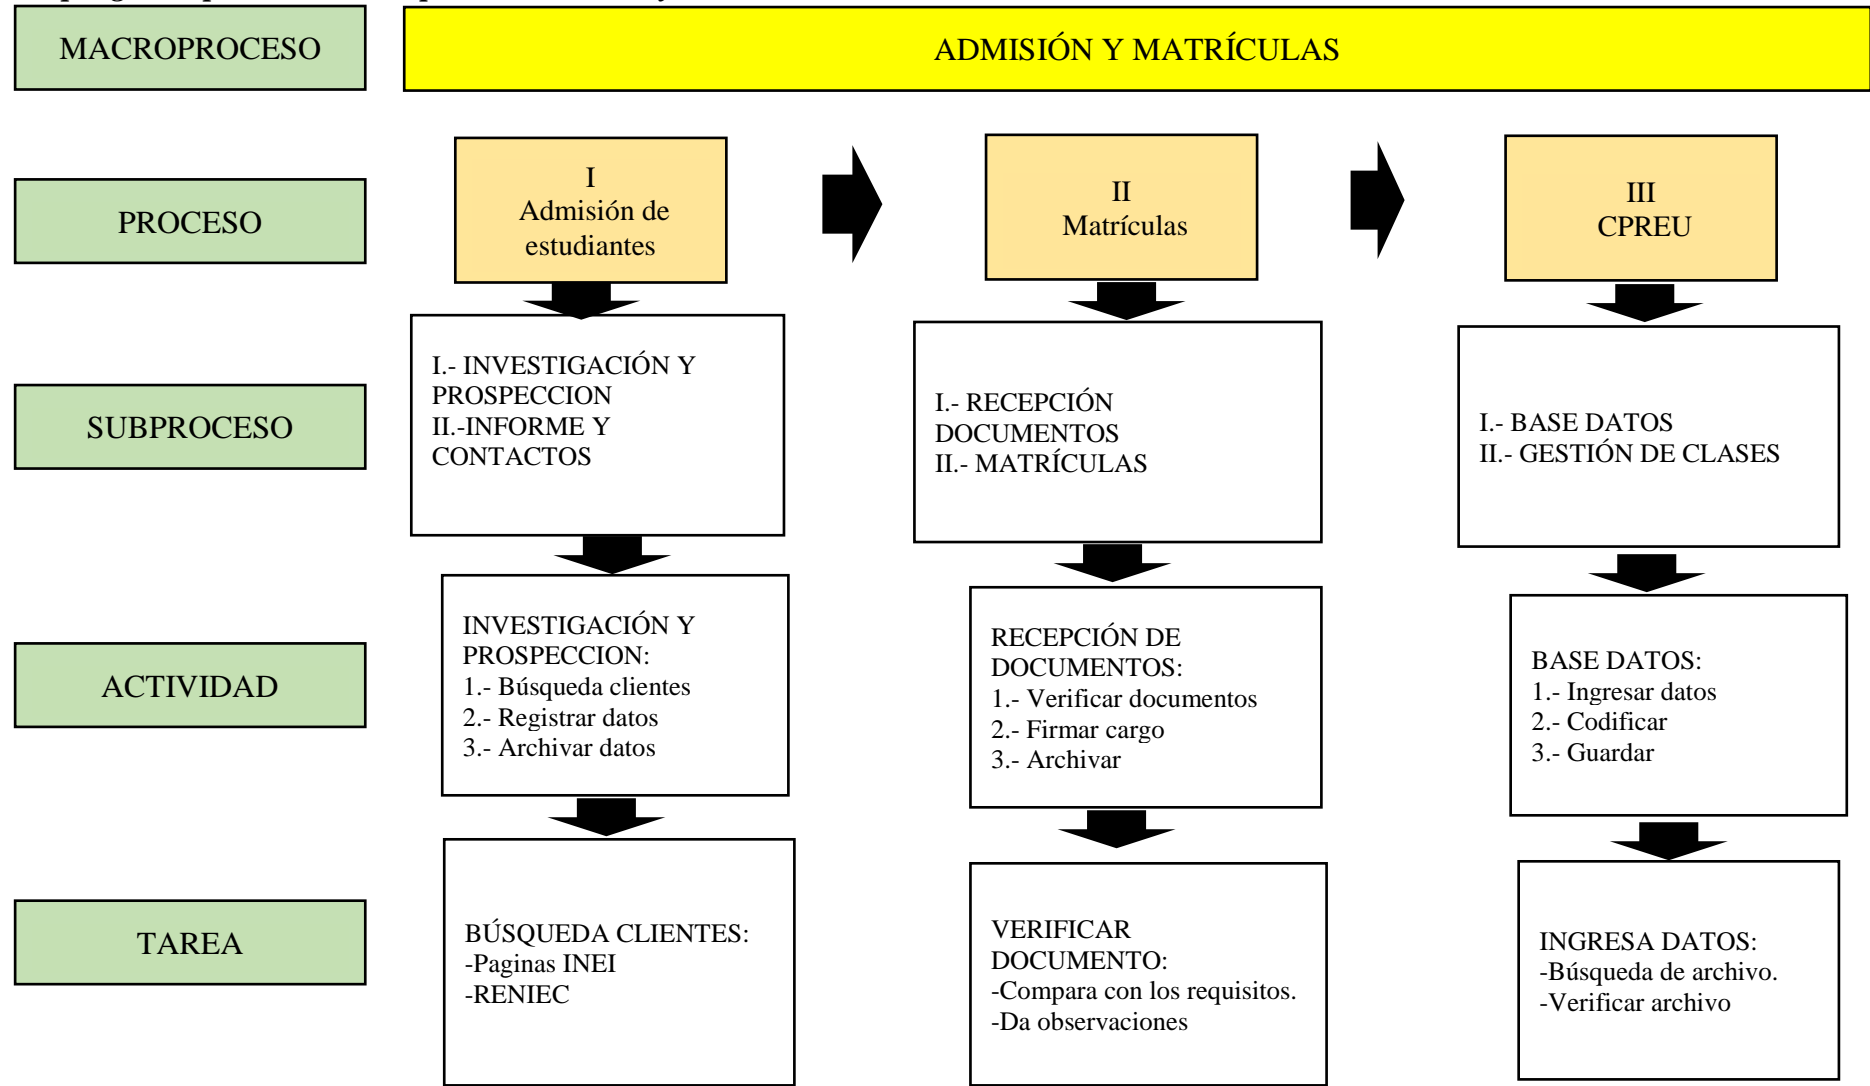 MACROPROCESO
ADMISIÓN Y MATRÍCULAS
PROCESO
I
Admisión de
estudiantes
II
Matrículas
III
CPREU
SUBPROCESO
I.- INVESTIGACIÓN Y
PROSPECCION
II.-INFORME Y
CONTACTOS
I.- RECEPCIÓN
DOCUMENTOS
II.- MATRÍCULAS
I.- BASE DATOS
II.- GESTIÓN DE CLASES
ACTIVIDAD
INVESTIGACIÓN Y
PROSPECCION:
1.- Búsqueda clientes
2.- Registrar datos
3.- Archivar datos
RECEPCIÓN DE
DOCUMENTOS:
1.- Verificar documentos
2.- Firmar cargo
3.- Archivar
BASE DATOS:
1.- Ingresar datos
2.- Codificar
3.- Guardar
TAREA
BÚSQUEDA CLIENTES:
-Paginas INEI
-RENIEC
VERIFICAR
DOCUMENTO:
-Compara con los requisitos.
-Da observaciones
INGRESA DATOS:
-Búsqueda de archivo.
-Verificar archivo